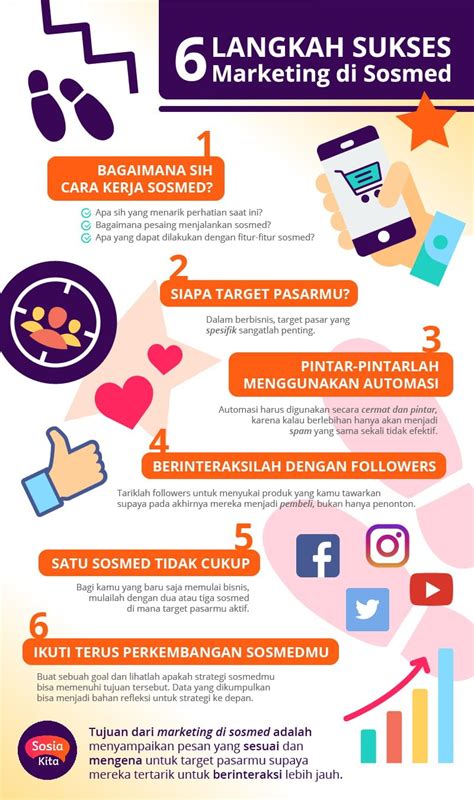 6 LANGKAH SUKSES
Marketing di Sosmed
1
BAGAIMANA SIH
CARA KERJA SOSMED?
Apa sih yang menarik perhatian saat ini?
Bagaimana pesaing menjalankan sosmed?
Apa yang dapat dilakukan dengan fitur-fitur sosmed?
2
SIAPA TARGET PASARMU?
Dalam berbisnis, target pasar yang
spesifik sangatlah penting.
3
PINTAR-PINTARLAH
MENGGUNAKAN AUTOMASI
Automasi harus digunakan secara cermat dan pintar,
karena kalau berlebihan hanya akan menjadi
spam yang sama sekali tidak efektif.
4
BERINTERAKSILAH DENGAN FOLLOWERS
Tariklah followers untuk menyukai produk yang kamu tawarkan
supaya pada akhirnya mereka menjadi pembeli, bukan hanya penonton.
5
SATU SOSMED TIDAK CUKUP
Bagi kamu yang baru saja memulai bisnis,
mulailah dengan dua atau tiga sosmed
di mana target pasarmu aktif.
6
IKUTI TERUS PERKEMBANGAN SOSMEDMU
Buat sebuah goal dan lihatlah apakah strategi sosmedmu
bisa memenuhi tujuan tersebut. Data yang dikumpulkan
bisa menjadi bahan refleksi untuk strategi ke depan.
Sosia
Kita
Tujuan dari marketing di sosmed adalah
menyampaikan pesan yang sesuai dan
mengena untuk target pasarmu supaya
mereka tertarik untuk berinteraksi lebih jauh.